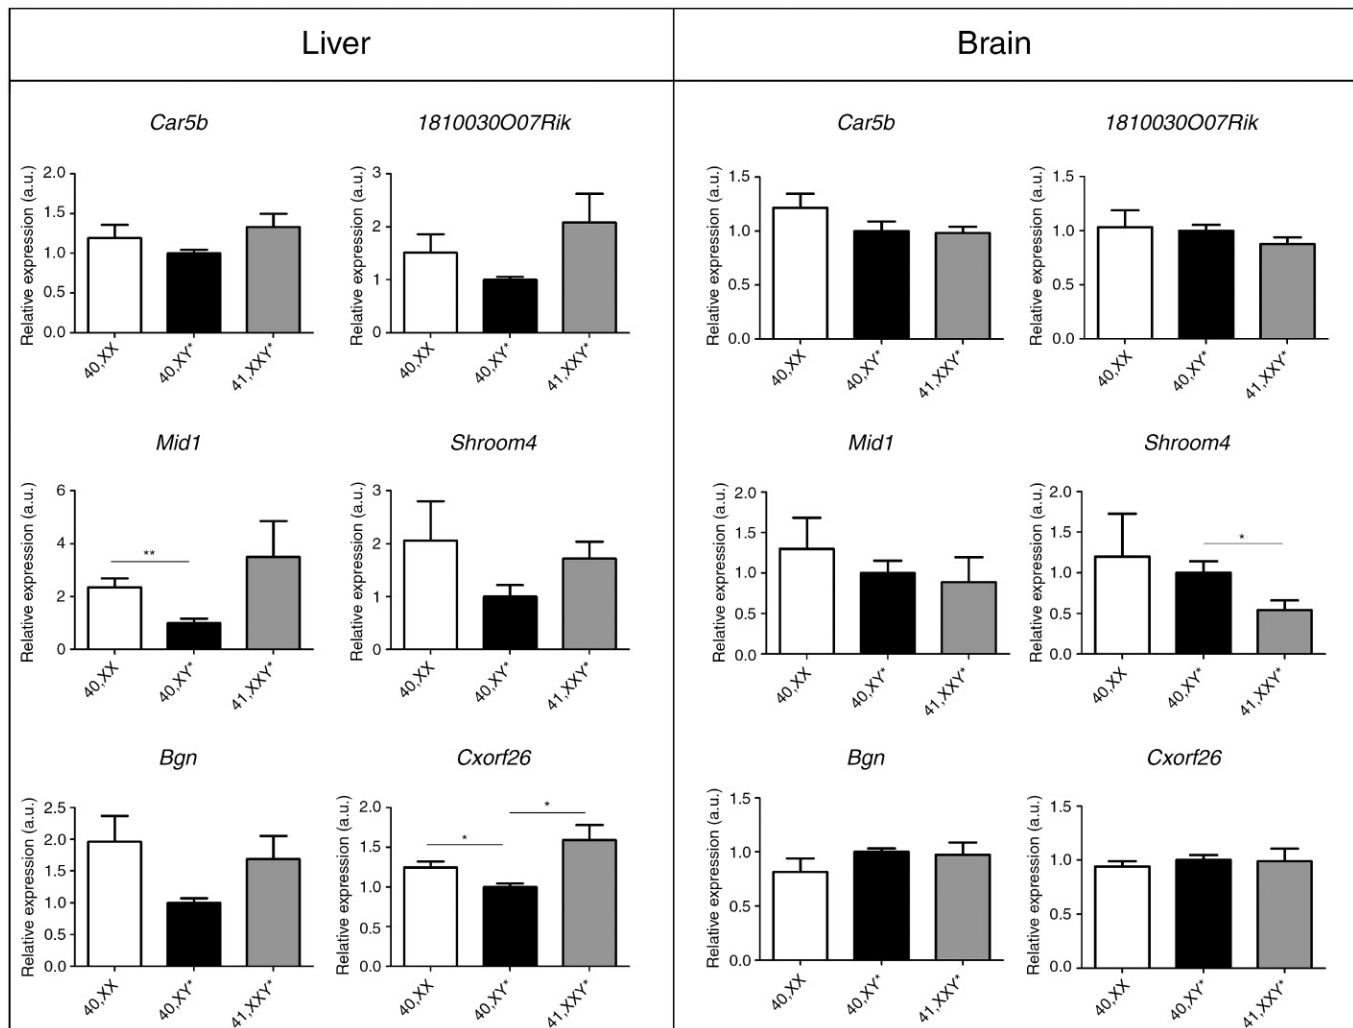 Liver
Brain
Car5b
1810030O07Rik
Car5b
1810030O07Rik
Relative expression (a.u.)
2.0
1.5
1.0
0.5
0.0
40,XX
40,XY*
41,XXY*
Relative expression (a.u.)
3
2
1
0
40,XX
40,XY*
41,XXY*
Relative expression (a.u.)
1.5
1.0
0.5
0.0
40,XX
40,XY*
41,XXY*
Relative expression (a.u.)
1.5
1.0
0.5
0.0
40,XX
40,XY*
41,XXY*
Mid1
Shroom4
Mid1
Shroom4
Relative expression (a.u.)
6
4
2
0
**
40,XX
40,XY*
41,XXY*
Relative expression (a.u.)
3
2
1
0
40,XX
40,XY*
41,XXY*
Relative expression (a.u.)
2.0
1.5
1.0
0.5
0.0
40,XX
40,XY*
41,XXY*
Relative expression (a.u.)
2.0
1.5
1.0
0.5
0.0
*
40,XX
40,XY*
41,XXY*
Bgn
Cxorf26
Bgn
Cxorf26
Relative expression (a.u.)
2.5
2.0
1.5
1.0
0.5
0.0
40,XX
40,XY*
41,XXY*
Relative expression (a.u.)
2.0
1.5
1.0
0.5
0.0
*
*
40,XX
40,XY*
41,XXY*
Relative expression (a.u.)
1.5
1.0
0.5
0.0
40,XX
40,XY*
41,XXY*
Relative expression (a.u.)
1.5
1.0
0.5
0.0
40,XX
40,XY*
41,XXY*